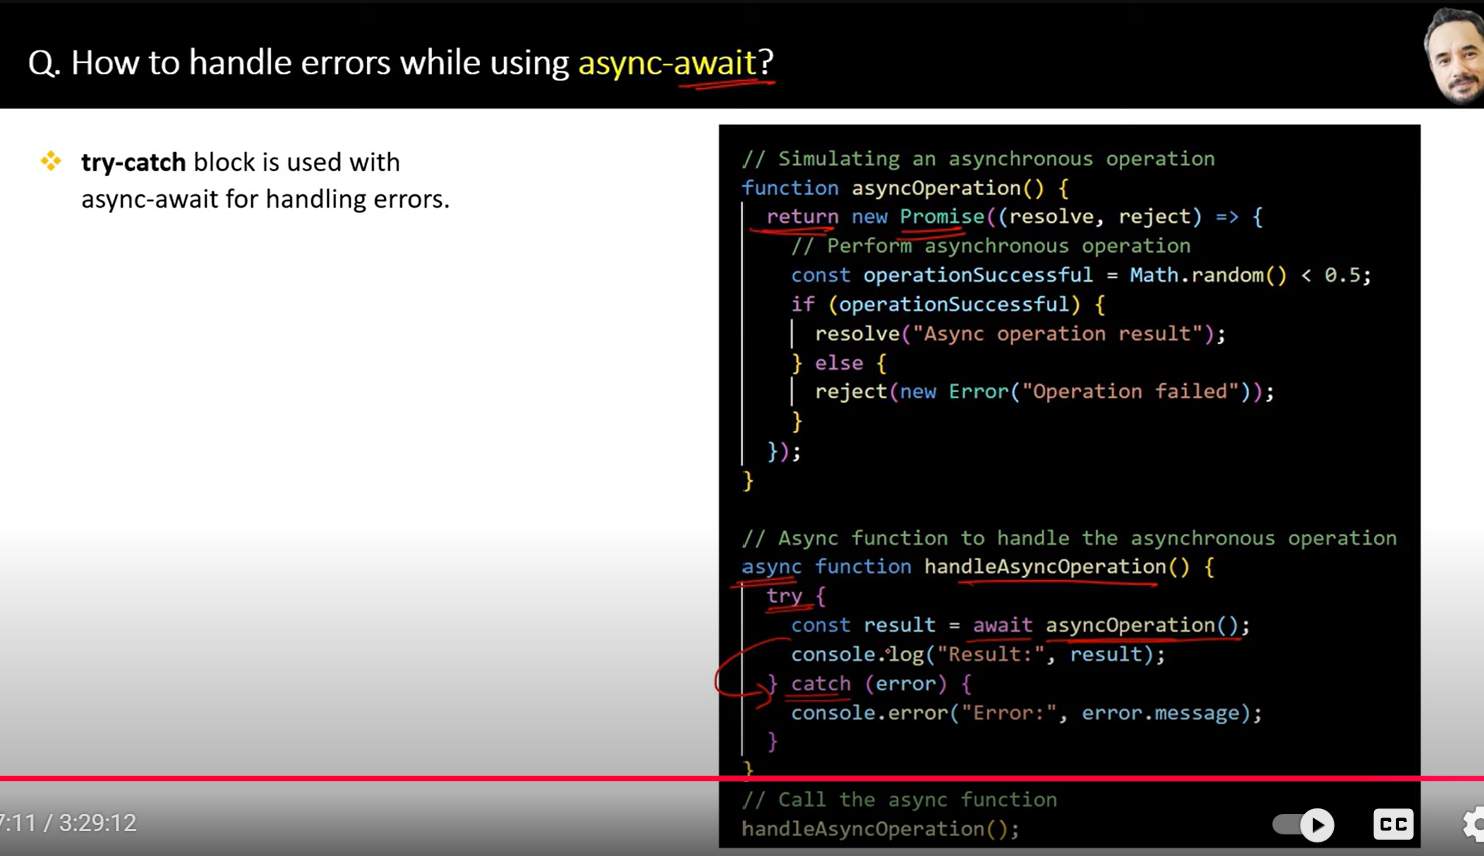 Q. How to handle errors while using async-await?
try-catch block is used with
async-await for handling errors.
// Simulating an asynchronous operation
function asyncOperation() {
return new Promise((resolve, reject) => {
// Perform asynchronous operation
const operationSuccessful = Math.random() < 0.5;
if (operationSuccessful) {
resolve("Async operation result");
} else {
reject(new Error("Operation failed"));
}
});
}
// Async function to handle the asynchronous operation
async function handleAsyncOperation() {
try {
const result = await asyncOperation();
console.log("Result:", result);
} catch (error) {
console.error("Error:", error.message);
}
}
// Call the async function
handleAsyncOperation();
7:11 / 3:29:12
CC